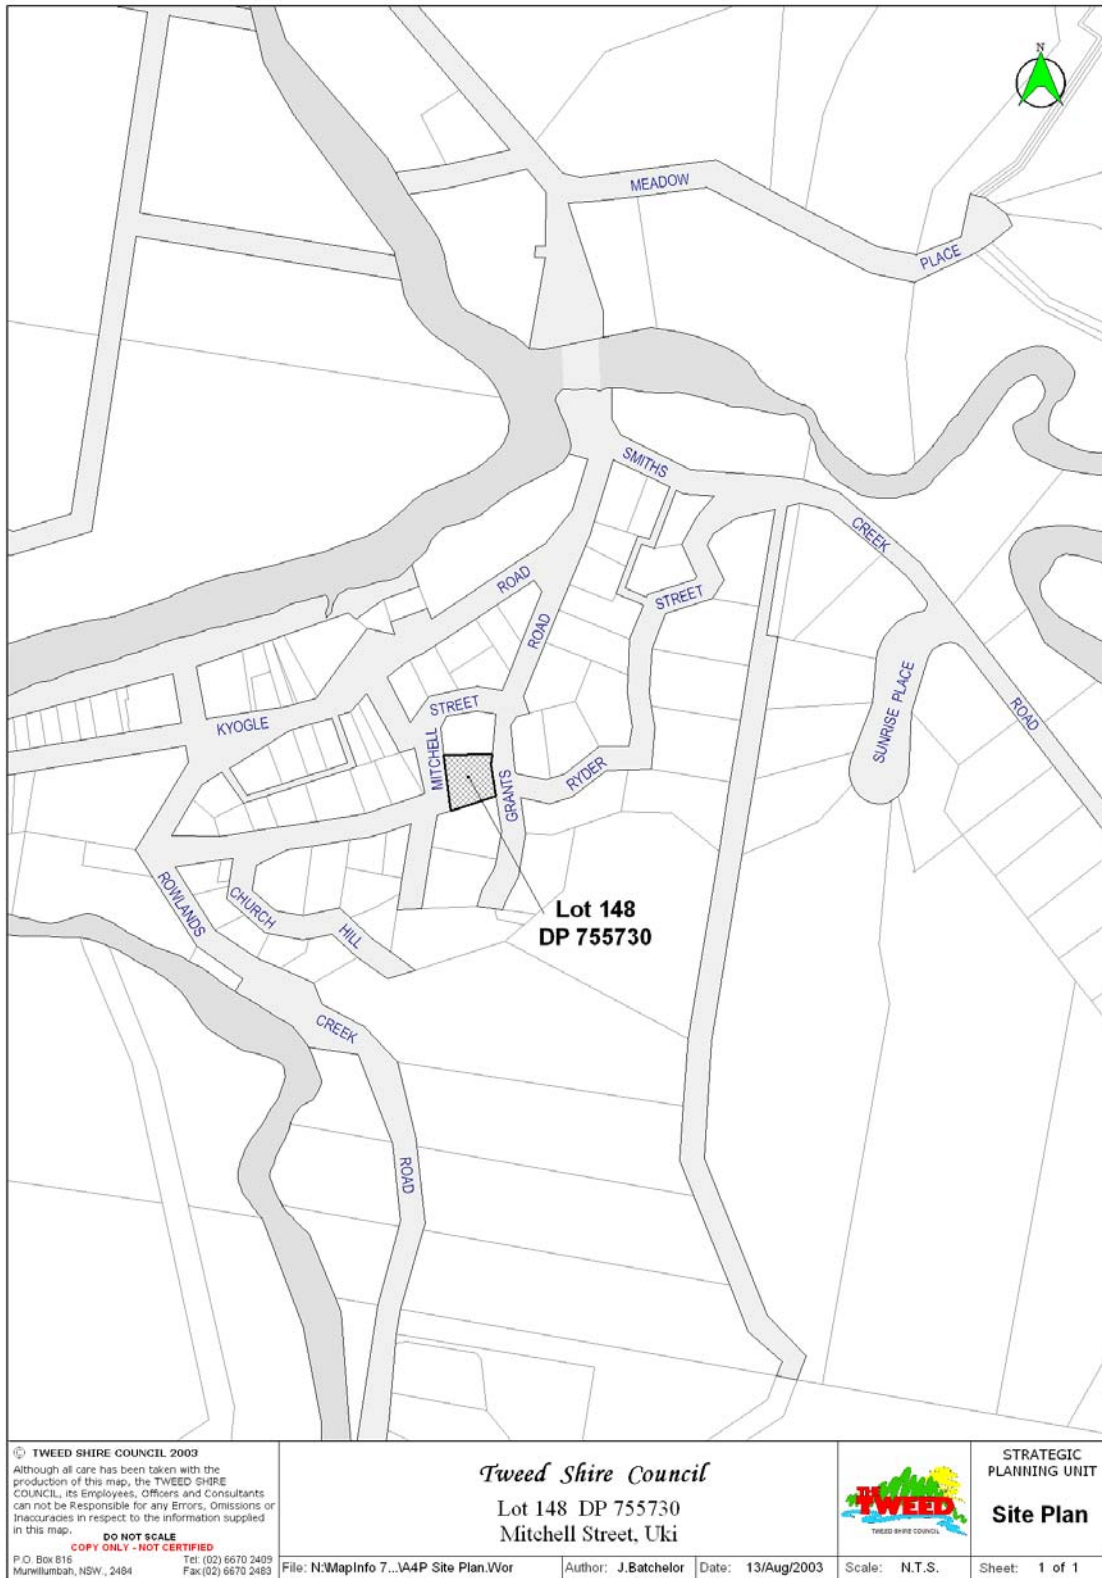 N
MEADOW
PLACE
SMITHS
CREEK
ROAD
STREET
ROAD
SUNRISE PLACE
ROAD
STREET
KYOGLE
MITCHELL
GRANTS
RYDER
ROWLANDS
CHURCH
HILL
Lot 148
DP 755730
CREEK
ROAD
© TWEED SHIRE COUNCIL 2003
Although all care has been taken with the
production of this map, the TWEED SHIRE
COUNCIL, its Employees, Officers and Consultants
can not be Responsible for any Errors, Omissions or
Inaccuracies in respect to the information supplied
in this map.
DO NOT SCALE
COPY ONLY - NOT CERTIFIED
P.O. Box 816
Murwillumbah, NSW., 2484
Tel: (02) 6670 2409
Fax (02) 6670 2483
Tweed Shire Council
Lot 148 DP 755730
Mitchell Street, Uki
File: N:\MapInfo 7...\A4P Site Plan.Wor
Author: J.Batchelor
Date: 13/Aug/2003
THE
TWEED
TWEED SHIRE COUNCIL
Scale: N.T.S.
STRATEGIC
PLANNING UNIT
Site Plan
Sheet: 1 of 1